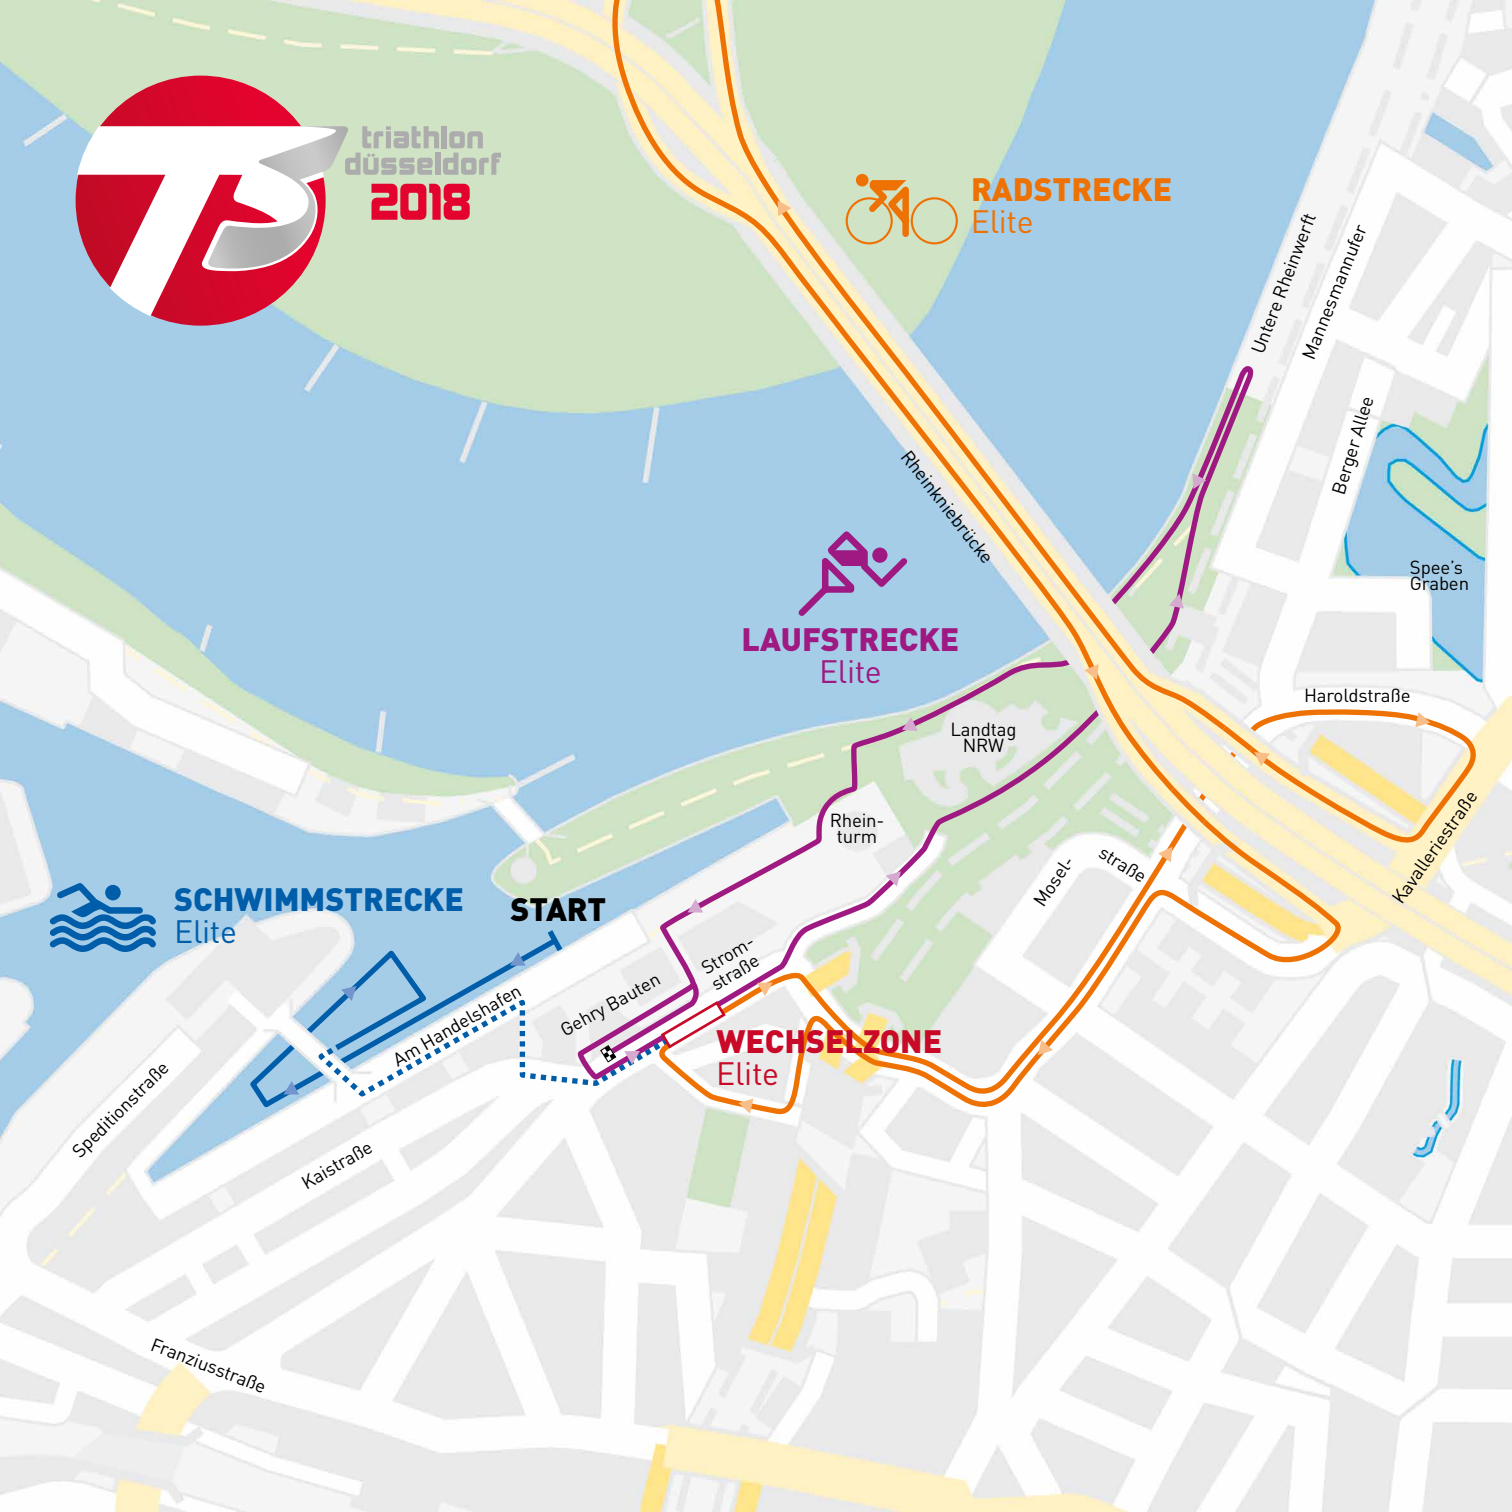 triathlon
düsseldorf
2018
RADSTRECKE
Elite
Untere Rheinwerft
Mannesmannufer
Berger Allee
Rheinkniebrücke
Spee's
Graben
LAUFSTRECKE
Elite
Haroldstraße
Landtag
NRW
Rhein-
turm
Kavalleriestraße
Mosel-
straße
SCHWIMMSTRECKE
Elite
START
Strom-
straße
Gehry Bauten
Am Handelshafen
WECHSELZONE
Elite
Speditionstraße
Kaistraße
Franziusstraße